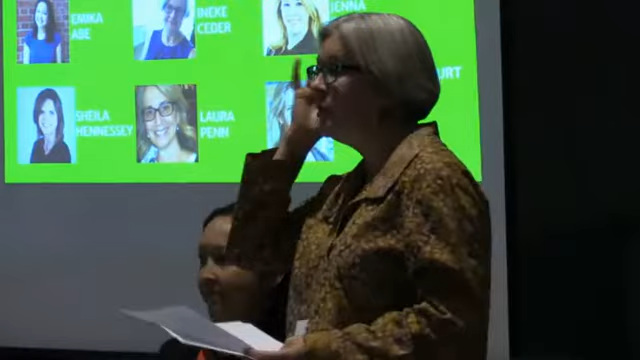 EMIKA
ABE
INEKE
CEDER
JENNA
SHEILA
HENNESSEY
LAURA
PENN
URT